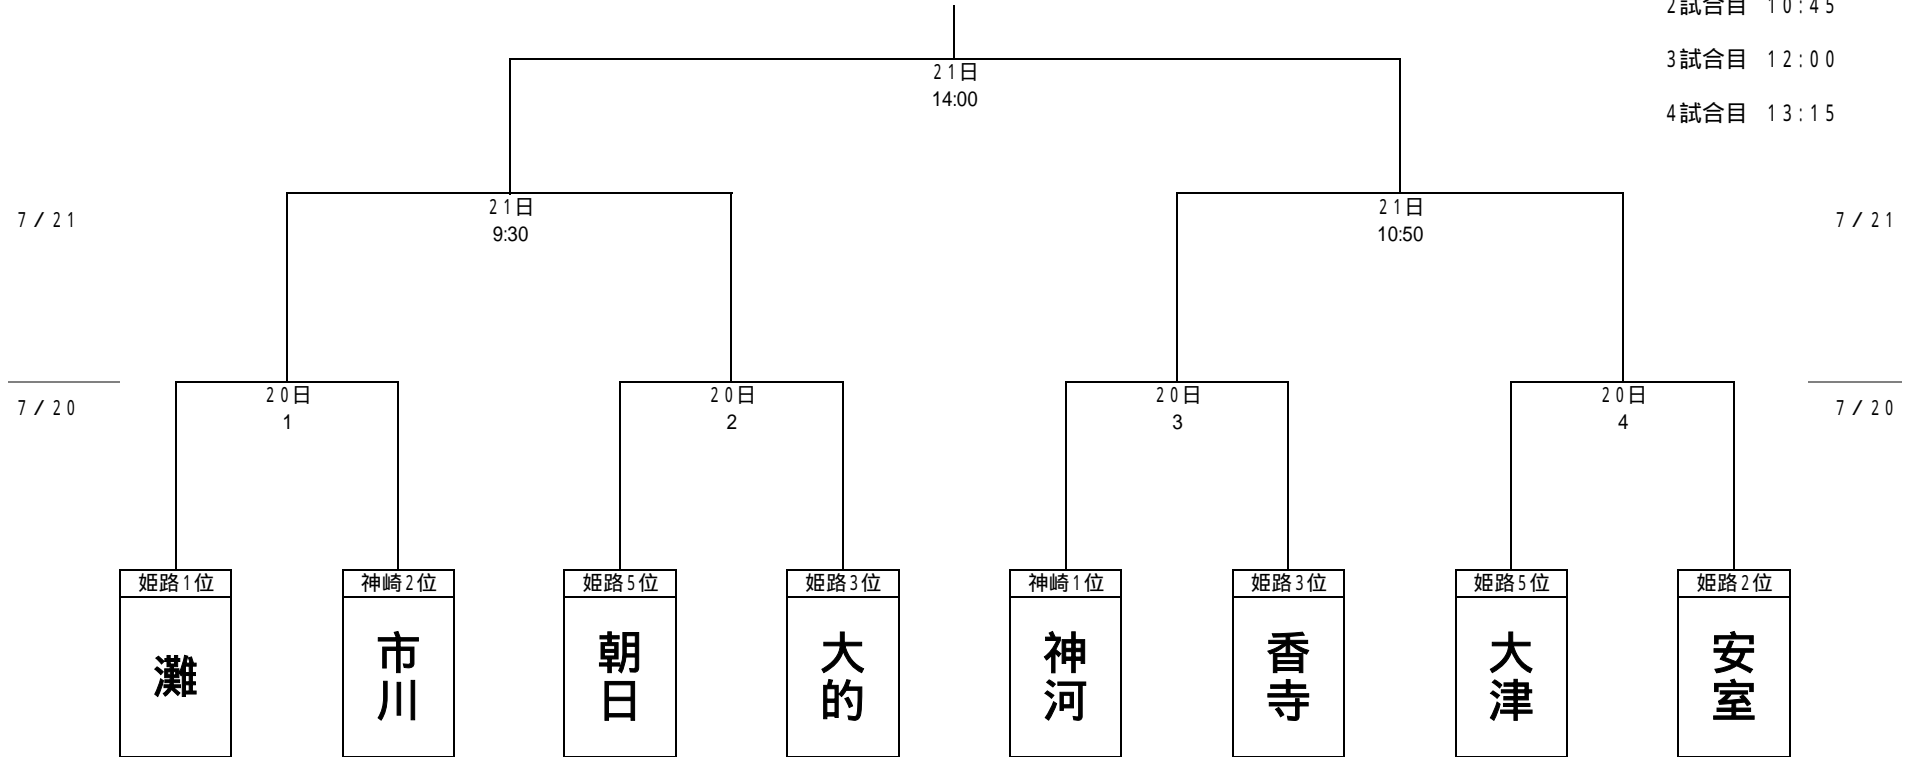 2試合目 10:45
3試合目 12:00
21日
14:00
4試合目 13:15
21日
9:30
21日
10:50
7/21
7/21
20日
1
20日
2
20日
3
20日
4
7/20
7/20
姫路1位
神崎2位
姫路5位
姫路3位
神崎1位
姫路3位
姫路5位
姫路2位
灘
市川
朝日
大的
神河
香寺
大津
安室